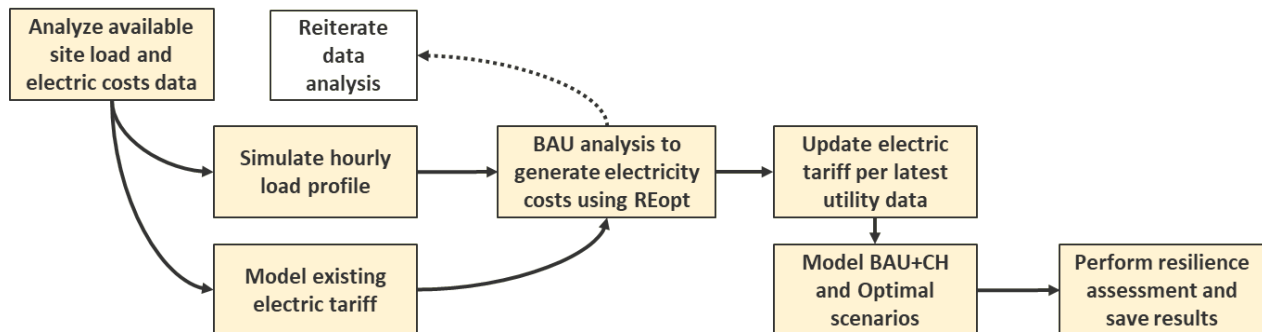 Analyze available
site load and
electric costs data
Reiterate
data
analysis
Simulate hourly
load profile
BAU analysis to
generate electricity
costs using REopt
Update electric
tariff per latest
utility data
Model existing
electric tariff
Model BAU+CH
and Optimal
scenarios
Perform resilience
assessment and
save results